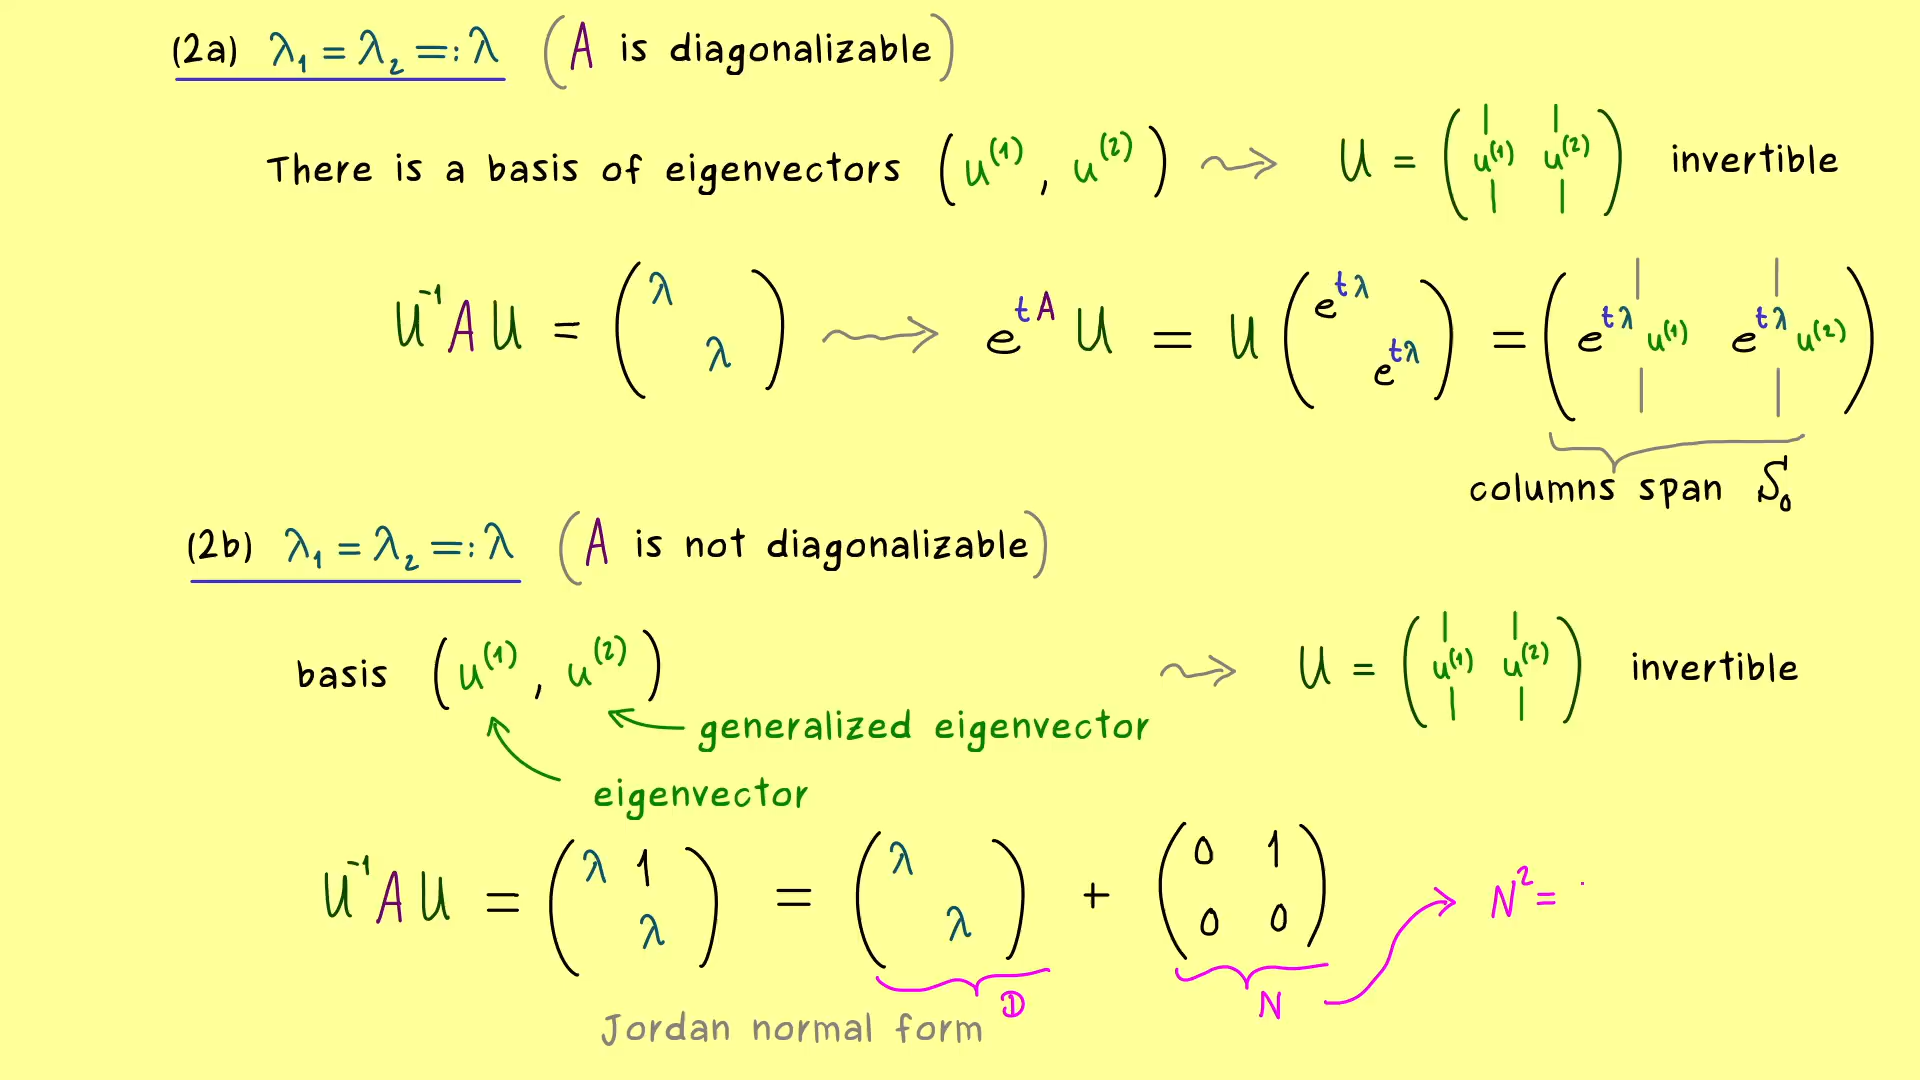 (2a) λ₁ = λ₂ =: λ (A is diagonalizable)
There is a basis of eigenvectors (u⁽¹⁾, u⁽²⁾) ⇝ U = (u⁽¹⁾ u⁽²⁾) invertible
U⁻¹ A U = (λ λ) ⇝ e^{tA} U = U (e^{tλ} e^{tλ}) = (e^{tλ} u⁽¹⁾ e^{tλ} u⁽²⁾)
columns span S₀
(2b) λ₁ = λ₂ =: λ (A is not diagonalizable)
basis (u⁽¹⁾, u⁽²⁾) ⇝ U = (u⁽¹⁾ u⁽²⁾) invertible
generalized eigenvector
eigenvector
U⁻¹ A U = (λ 1 λ) = (λ λ) + (0 1 0 0) → N² =
D N
Jordan normal form